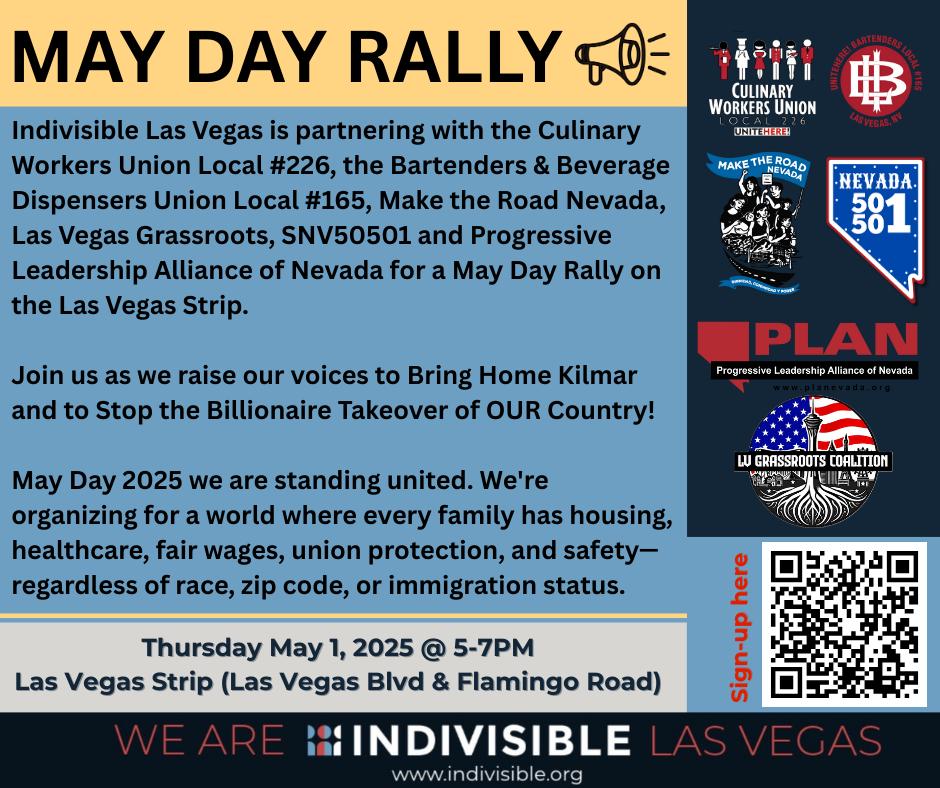 MAY DAY RALLY
Indivisible Las Vegas is partnering with the Culinary
Workers Union Local #226, the Bartenders & Beverage
Dispensers Union Local #165, Make the Road Nevada,
Las Vegas Grassroots, SNV50501 and Progressive
Leadership Alliance of Nevada for a May Day Rally on
the Las Vegas Strip.
Join us as we raise our voices to Bring Home Kilmar
and to Stop the Billionaire Takeover of OUR Country!
May Day 2025 we are standing united. We're
organizing for a world where every family has housing,
healthcare, fair wages, union protection, and safety—
regardless of race, zip code, or immigration status.
Thursday May 1, 2025 @ 5-7PM
Las Vegas Strip (Las Vegas Blvd & Flamingo Road)
CULINARY
WORKERS UNION
LOCAL 226
UNITEHERE!
UNITEHERE! BARTENDERS LOCAL #165
LAS VEGAS, NV
MAKE THE ROAD
NEVADA
DIGNIDAD, COMUNIDAD Y PODER
NEVADA
50
50
1
PLAN
Progressive Leadership Alliance of Nevada
www.planevada.org
LV GRASSROOTS COALITION
Sign-up here
WE ARE INDIVISIBLE LAS VEGAS
www.indivisible.org